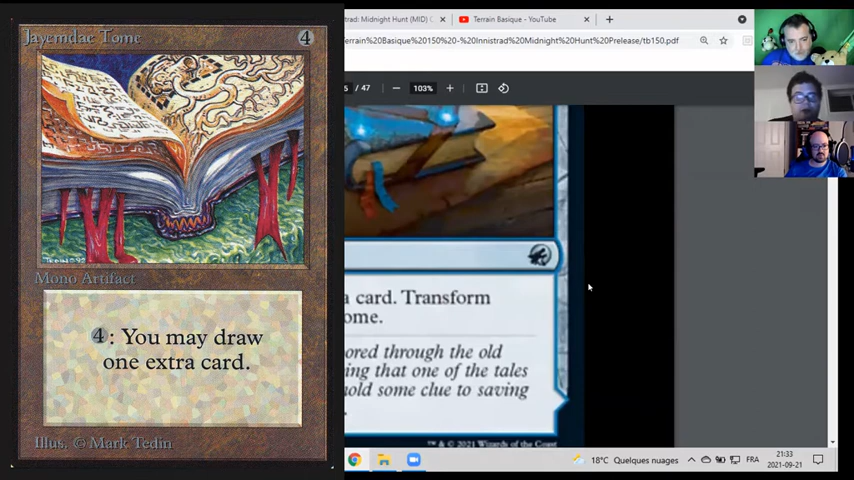 Jayemdae Tome 4
Mono Artifact
4: You may draw
one extra card.
Illus. © Mark Tedin
strad: Midnight Hunt (MID) C
Terrain Basique - YouTube
errain%20Basique%20150%20-%20Innistrad%20Midnight%20Hunt%20Prelease/tb150.pdf
5 / 47
103%
a card. Transform
ome.
ored through the old
ing that one of the tales
old some clue to saving
™ & © 2021 Wizards of the Coast
18°C Quelques nuages
FRA
21:33
2021-09-21